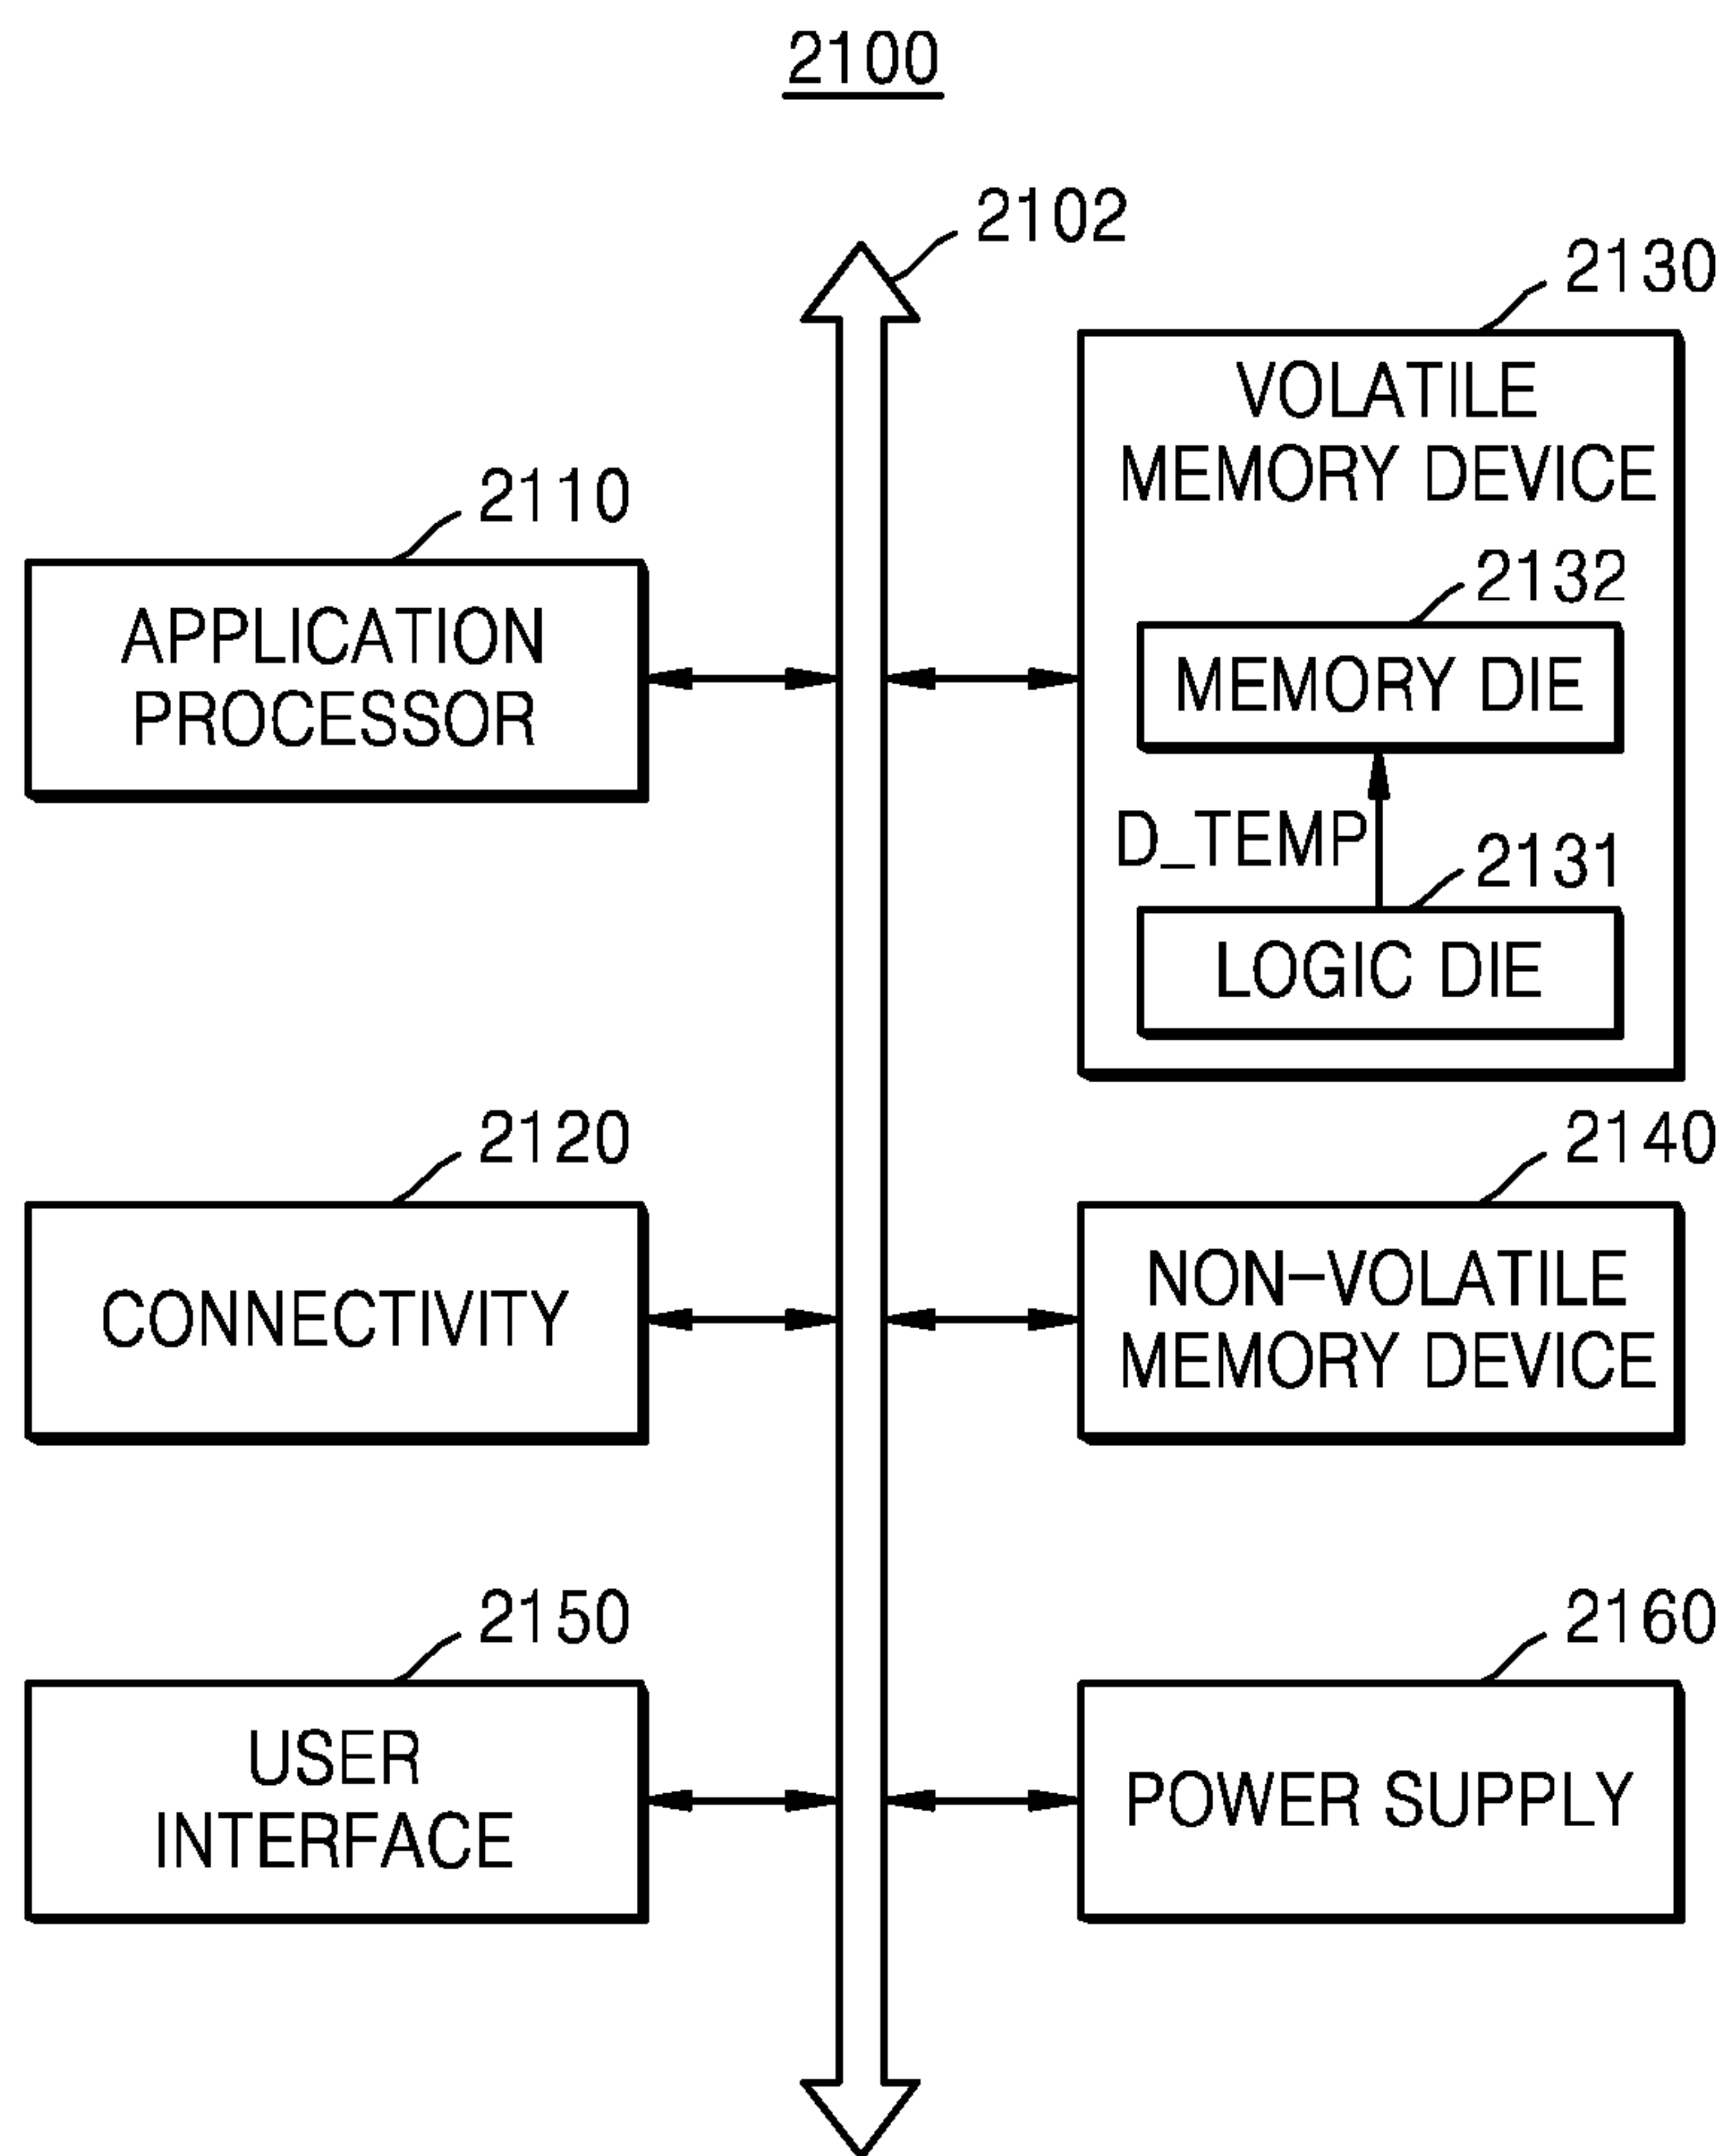 2100
2102
2130
VOLATILE
MEMORY DEVICE
2110
APPLICATION
PROCESSOR
2132
MEMORY DIE
D_TEMP
2131
LOGIC DIE
2120
CONNECTIVITY
2140
NON-VOLATILE
MEMORY DEVICE
2150
USER
INTERFACE
2160
POWER SUPPLY